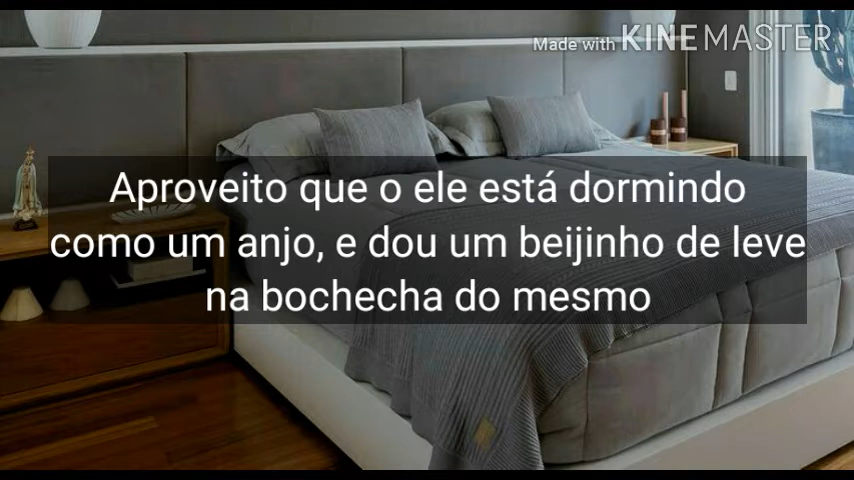 Made with KINEMASTER
Aproveito que o ele está dormindo
como um anjo, e dou um beijinho de leve
na bochecha do mesmo